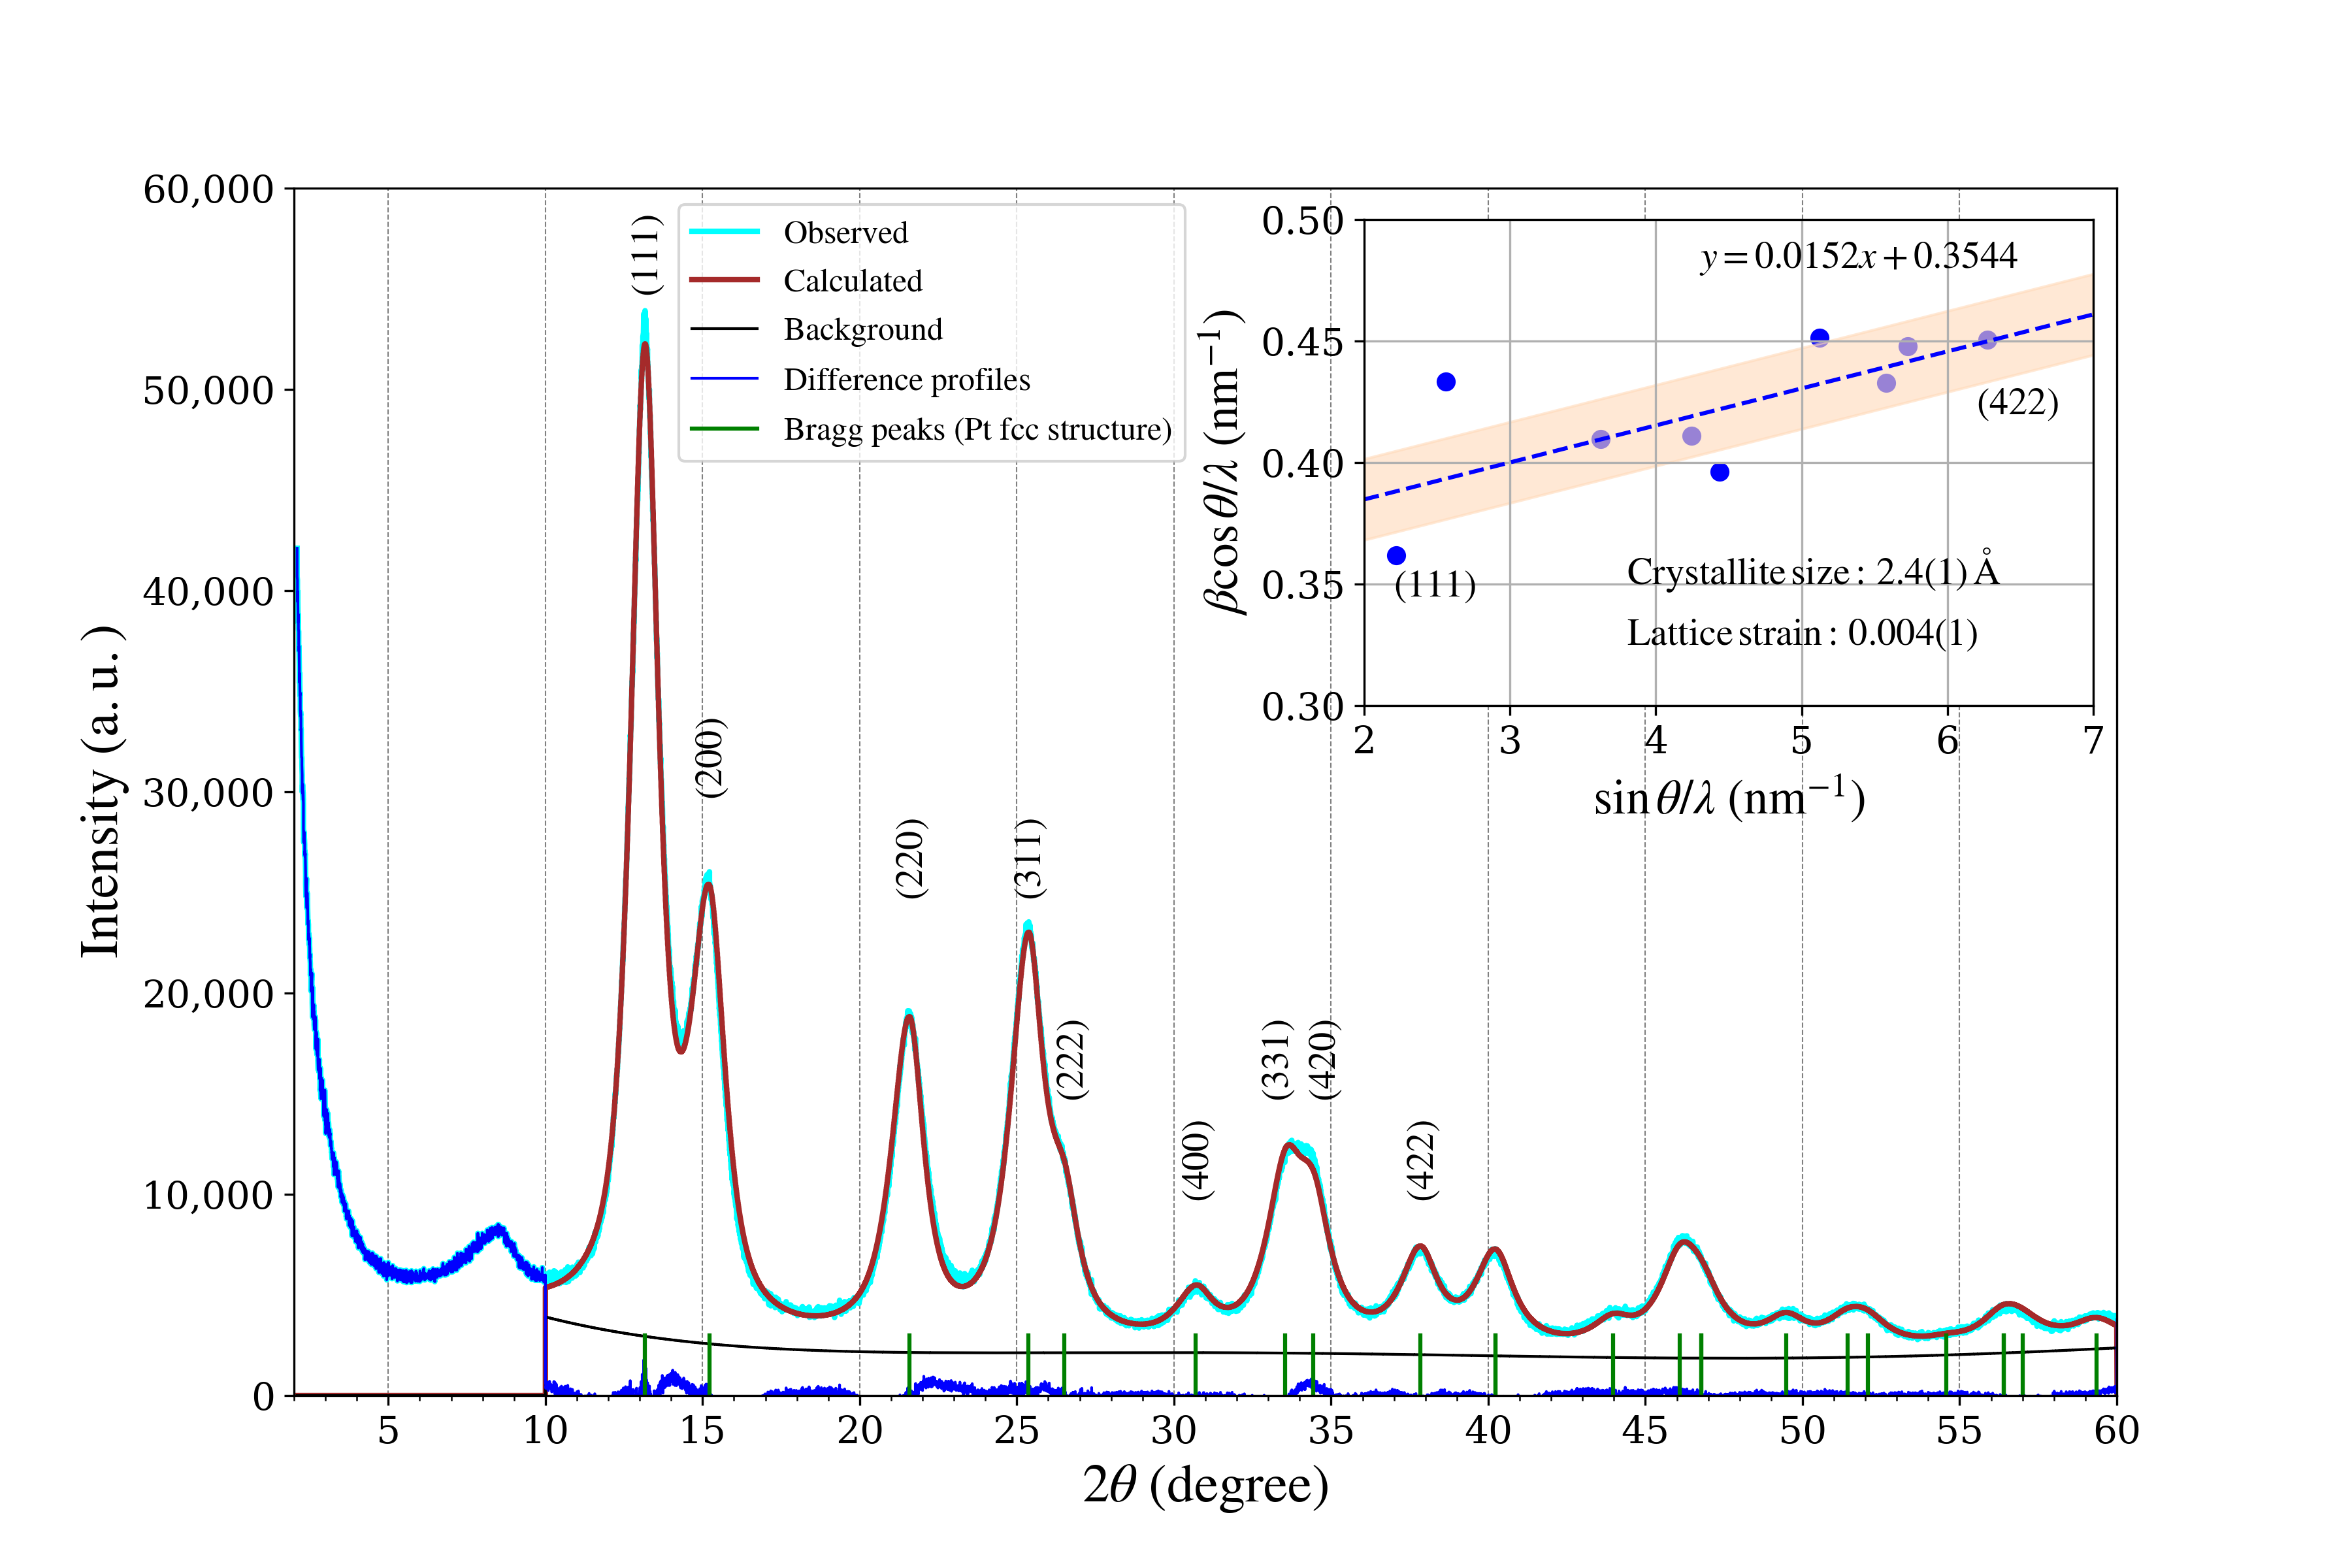 60,000
50,000
40,000
30,000
20,000
10,000
0
Intensity (a. u.)
5 10 15 20 25 30 35 40 45 50 55 60
2θ (degree)
(111)
(200)
(220)
(311)
(222)
(400)
(331)
(420)
(422)
Observed
Calculated
Background
Difference profiles
Bragg peaks (Pt fcc structure)
0.50
0.45
0.40
0.35
0.30
βcosθ/λ (nm⁻¹)
y = 0.0152x + 0.3544
(422)
(111)
Crystallite size : 2.4(1) Å
Lattice strain : 0.004(1)
2 3 4 5 6 7
sinθ/λ (nm⁻¹)